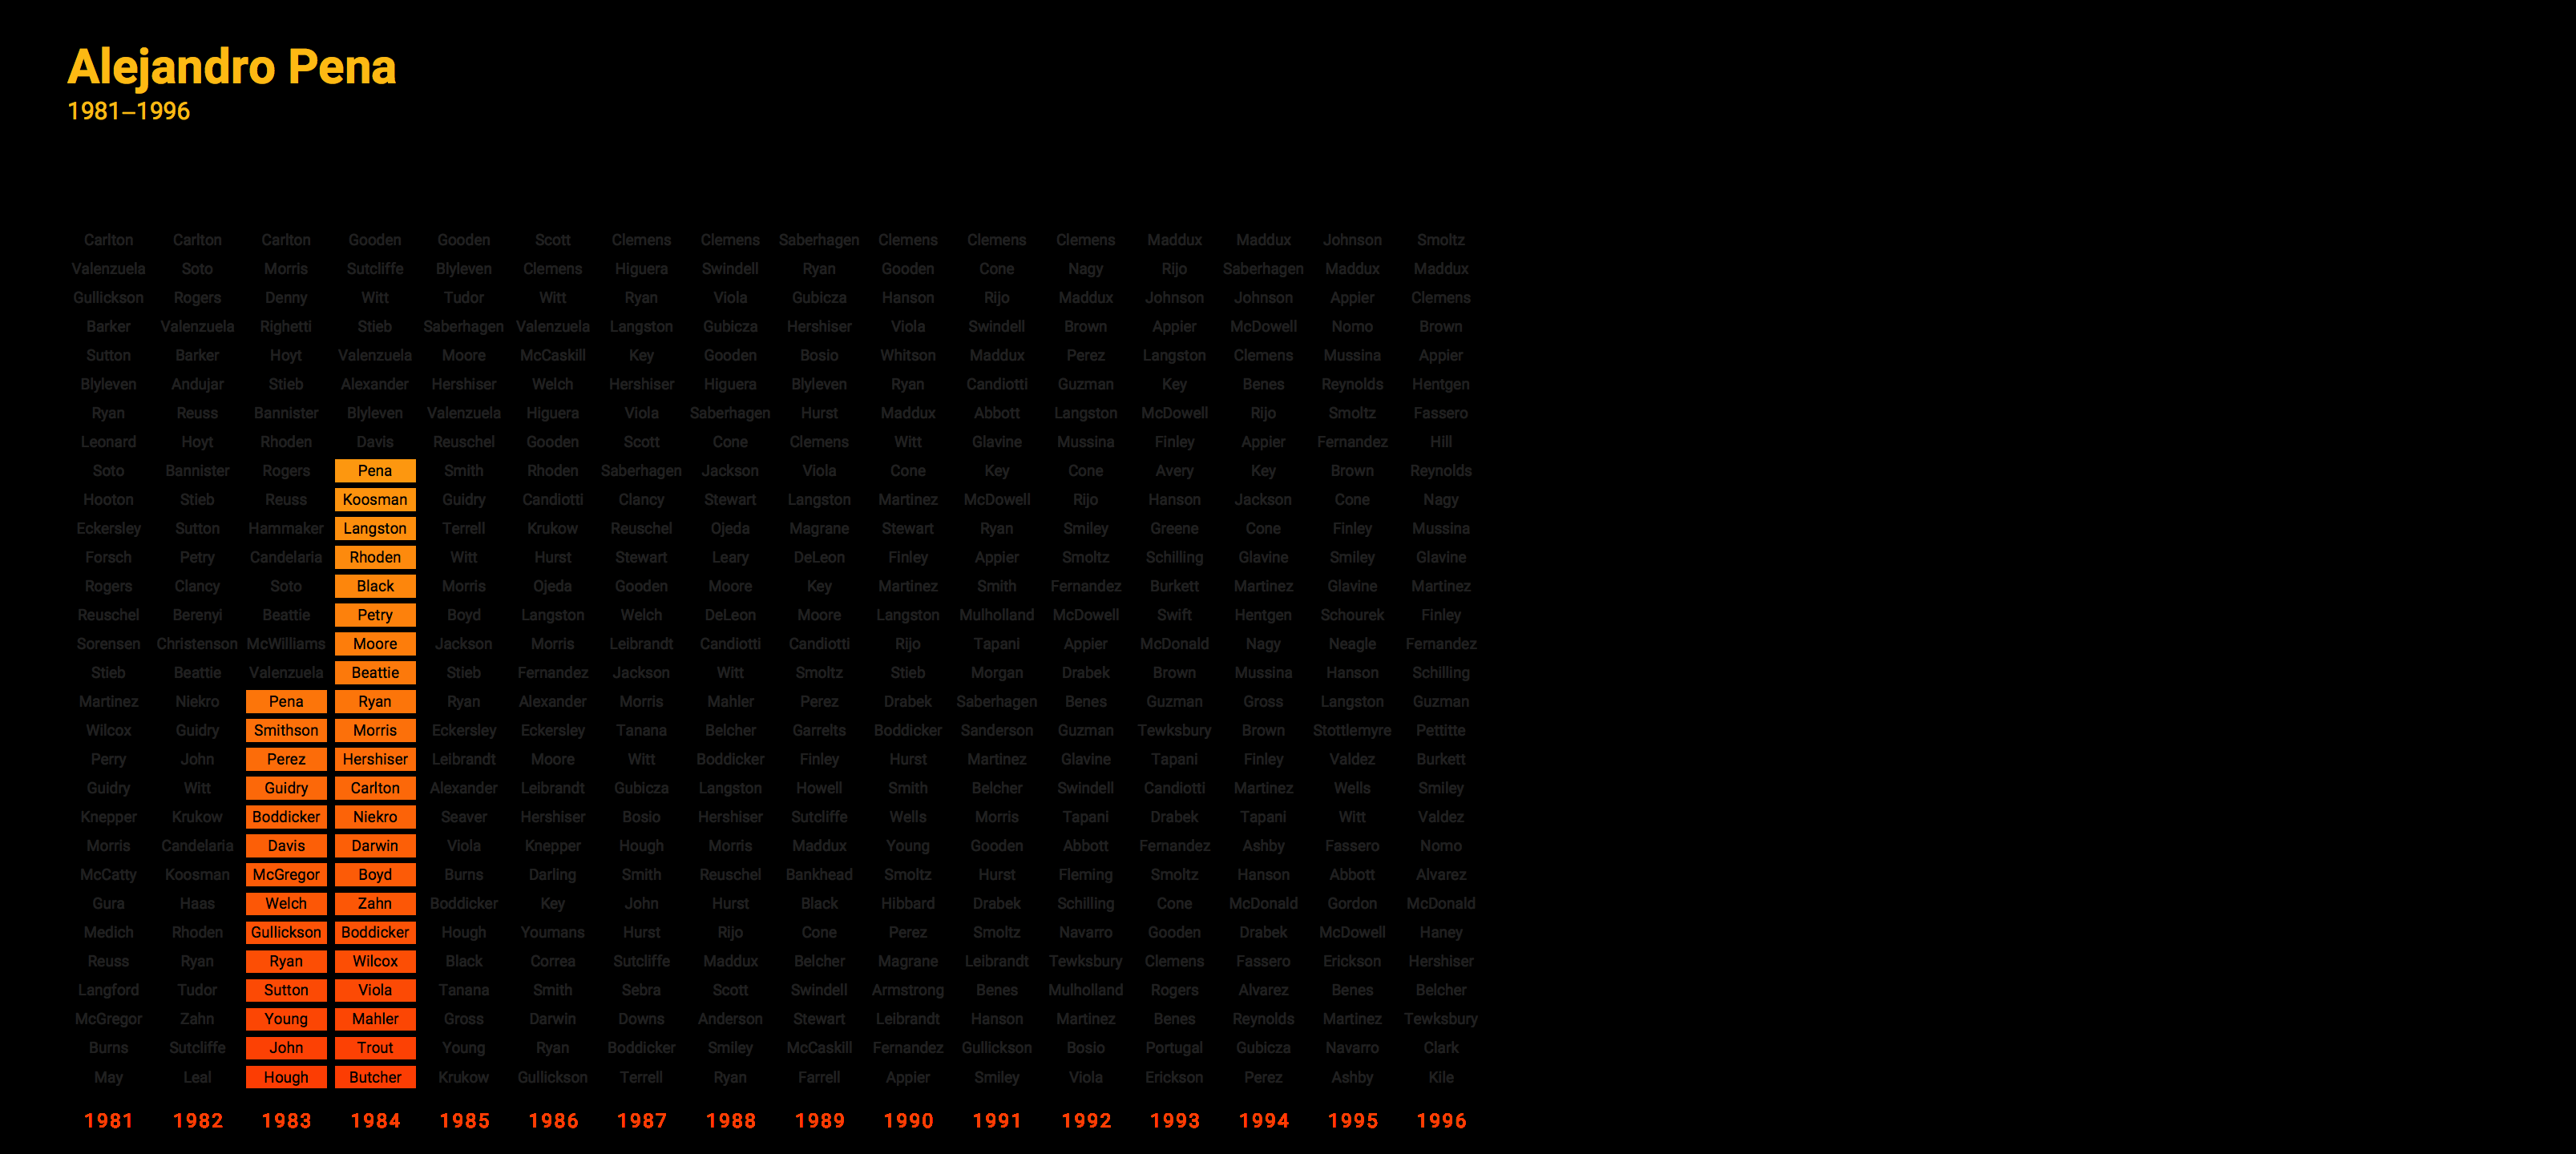 Alejandro Pena
1981–1996
Carlton Carlton Carlton Gooden Gooden Scott Clemens Clemens Saberhagen Clemens Clemens Clemens Maddux Maddux Johnson Smoltz
Valenzuela Soto Morris Sutcliffe Blyleven Clemens Higuera Swindell Ryan Gooden Cone Nagy Rijo Saberhagen Maddux Maddux
Gullickson Rogers Denny Witt Tudor Witt Ryan Viola Gubicza Hanson Rijo Maddux Johnson Johnson Appier Clemens
Barker Valenzuela Righetti Stieb Saberhagen Valenzuela Langston Gubicza Hershiser Viola Swindell Brown Appier McDowell Nomo Brown
Sutton Barker Hoyt Valenzuela Moore McCaskill Key Gooden Bosio Whitson Maddux Perez Langston Clemens Mussina Appier
Blyleven Andujar Stieb Alexander Hershiser Welch Hershiser Higuera Blyleven Ryan Candiotti Guzman Key Benes Reynolds Hentgen
Ryan Reuss Bannister Blyleven Valenzuela Higuera Viola Saberhagen Hurst Maddux Abbott Langston McDowell Rijo Smoltz Fassero
Leonard Hoyt Rhoden Davis Reuschel Gooden Scott Cone Clemens Witt Glavine Mussina Finley Appier Fernandez Hill
Soto Bannister Rogers Pena Smith Rhoden Saberhagen Jackson Viola Cone Key Cone Avery Key Brown Reynolds
Hooton Stieb Reuss Koosman Guidry Candiotti Clancy Stewart Langston Martinez McDowell Rijo Hanson Jackson Cone Nagy
Eckersley Sutton Hammaker Langston Terrell Krukow Reuschel Ojeda Magrane Stewart Ryan Smiley Greene Cone Finley Mussina
Forsch Petry Candelaria Rhoden Witt Hurst Stewart Leary DeLeon Finley Appier Smoltz Schilling Glavine Smiley Glavine
Rogers Clancy Soto Black Morris Ojeda Gooden Moore Key Martinez Smith Fernandez Burkett Martinez Glavine Martinez
Reuschel Berenyi Beattie Petry Boyd Langston Welch DeLeon Moore Langston Mulholland McDowell Swift Hentgen Schourek Finley
Sorensen Christenson McWilliams Moore Jackson Morris Leibrandt Candiotti Candiotti Rijo Tapani Appier McDonald Nagy Neagle Fernandez
Stieb Beattie Valenzuela Beattie Stieb Fernandez Jackson Witt Smoltz Stieb Morgan Drabek Brown Mussina Hanson Schilling
Martinez Niekro Pena Ryan Ryan Alexander Morris Mahler Perez Drabek Saberhagen Benes Guzman Gross Langston Guzman
Wilcox Guidry Smithson Morris Eckersley Eckersley Tanana Belcher Garrelts Boddicker Sanderson Guzman Tewksbury Brown Stottlemyre Pettitte
Perry John Perez Hershiser Leibrandt Moore Witt Boddicker Finley Hurst Martinez Glavine Tapani Finley Valdez Burkett
Guidry Witt Guidry Carlton Alexander Leibrandt Gubicza Langston Howell Smith Belcher Swindell Candiotti Martinez Wells Smiley
Knepper Krukow Boddicker Niekro Seaver Hershiser Bosio Hershiser Sutcliffe Wells Morris Tapani Drabek Tapani Witt Valdez
Morris Candelaria Davis Darwin Viola Knepper Hough Morris Maddux Young Gooden Abbott Fernandez Ashby Fassero Nomo
McCatty Koosman McGregor Boyd Burns Darling Smith Reuschel Bankhead Smoltz Hurst Fleming Smoltz Hanson Abbott Alvarez
Gura Haas Welch Zahn Boddicker Key John Hurst Black Hibbard Drabek Schilling Cone McDonald Gordon McDonald
Medich Rhoden Gullickson Boddicker Hough Youmans Hurst Rijo Cone Perez Smoltz Navarro Gooden Drabek McDowell Haney
Reuss Ryan Ryan Wilcox Black Correa Sutcliffe Maddux Belcher Magrane Leibrandt Tewksbury Clemens Fassero Erickson Hershiser
Langford Tudor Sutton Viola Tanana Smith Sebra Scott Swindell Armstrong Benes Mulholland Rogers Alvarez Benes Belcher
McGregor Zahn Young Mahler Gross Darwin Downs Anderson Stewart Leibrandt Hanson Martinez Benes Reynolds Martinez Tewksbury
Burns Sutcliffe John Trout Young Ryan Boddicker Smiley McCaskill Fernandez Gullickson Bosio Portugal Gubicza Navarro Clark
May Leal Hough Butcher Krukow Gullickson Terrell Ryan Farrell Appier Smiley Viola Erickson Perez Ashby Kile
1981 1982 1983 1984 1985 1986 1987 1988 1989 1990 1991 1992 1993 1994 1995 1996